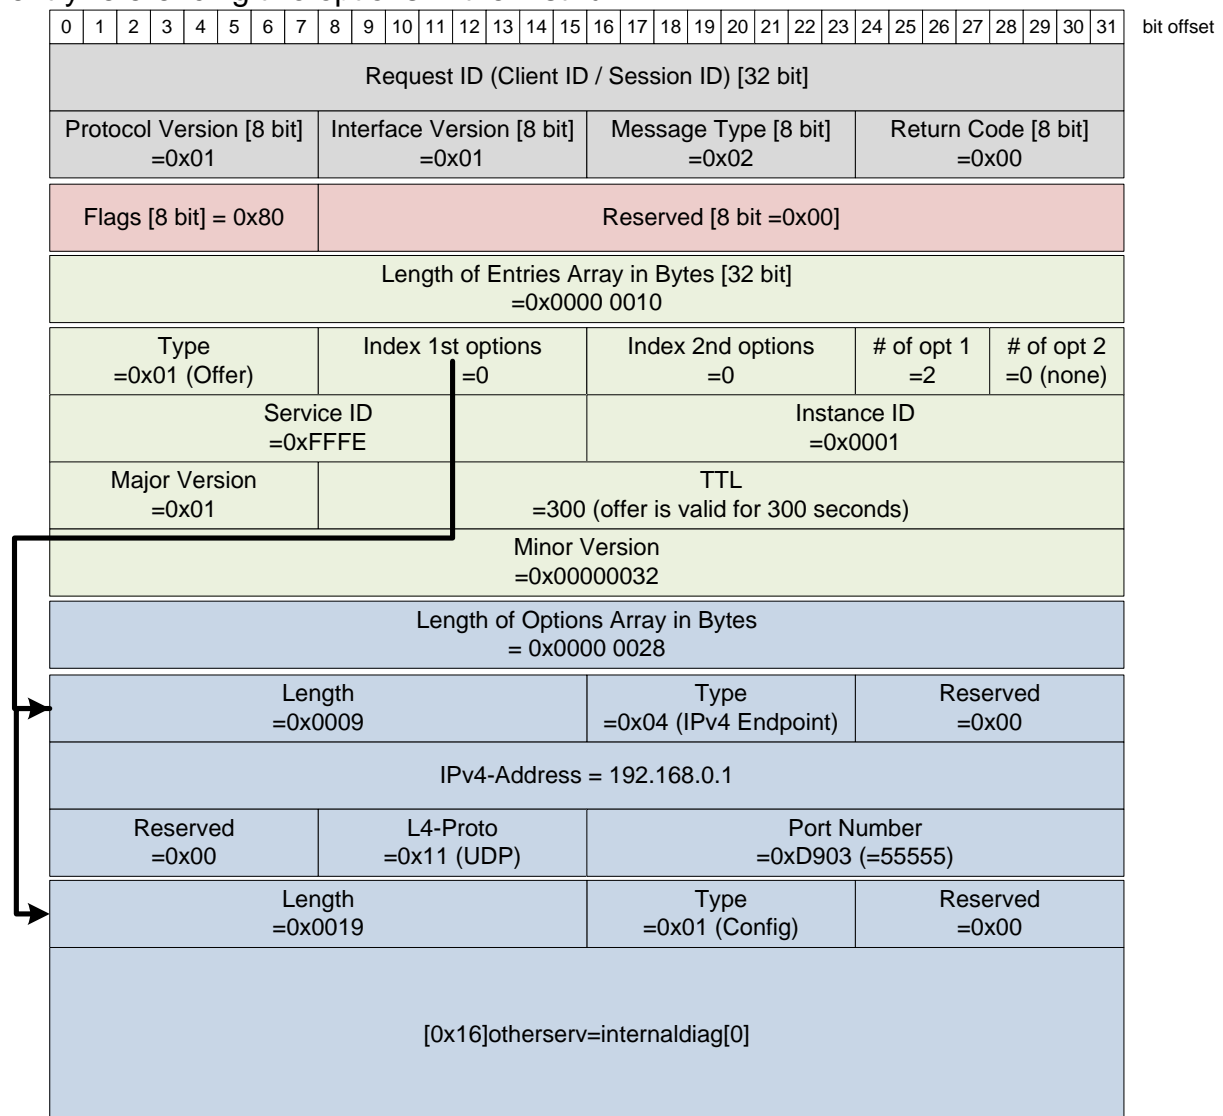 0 1 2 3 4 5 6 7 8 9 10 11 12 13 14 15 16 17 18 19 20 21 22 23 24 25 26 27 28 29 30 31 bit offset
Request ID (Client ID / Session ID) [32 bit]
Protocol Version [8 bit] Interface Version [8 bit] Message Type [8 bit] Return Code [8 bit]
=0x01 =0x01 =0x02 =0x00
Flags [8 bit] = 0x80 Reserved [8 bit =0x00]
Length of Entries Array in Bytes [32 bit]
=0x0000 0010
Type Index 1st options Index 2nd options # of opt 1 # of opt 2
=0x01 (Offer) =0 =0 =2 =0 (none)
Service ID Instance ID
=0xFFFE =0x0001
Major Version TTL
=0x01 =300 (offer is valid for 300 seconds)
Minor Version
=0x00000032
Length of Options Array in Bytes
= 0x0000 0028
Length Type Reserved
=0x0009 =0x04 (IPv4 Endpoint) =0x00
IPv4-Address = 192.168.0.1
Reserved L4-Proto Port Number
=0x00 =0x11 (UDP) =0xD903 (=55555)
Length Type Reserved
=0x0019 =0x01 (Config) =0x00
[0x16]otherserv=internaldiag[0]